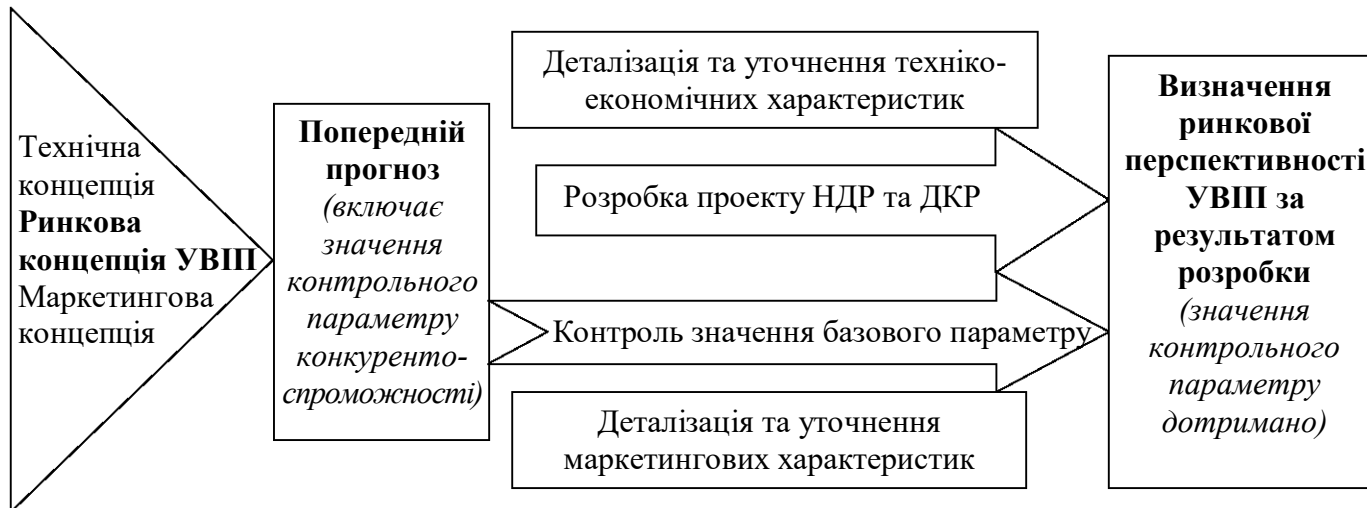 Технічна
концепція
Ринкова
концепція УВІП
Маркетингова
концепція
Попередній
прогноз
(включає
значення
контрольного
параметру
конкуренто-
спроможності)
Деталізація та уточнення техніко-
економічних характеристик
Розробка проекту НДР та ДКР
Контроль значення базового параметру
Деталізація та уточнення
маркетингових характеристик
Визначення
ринкової
перспективності
УВІП за
результатом
розробки
(значення
контрольного
параметру
дотримано)